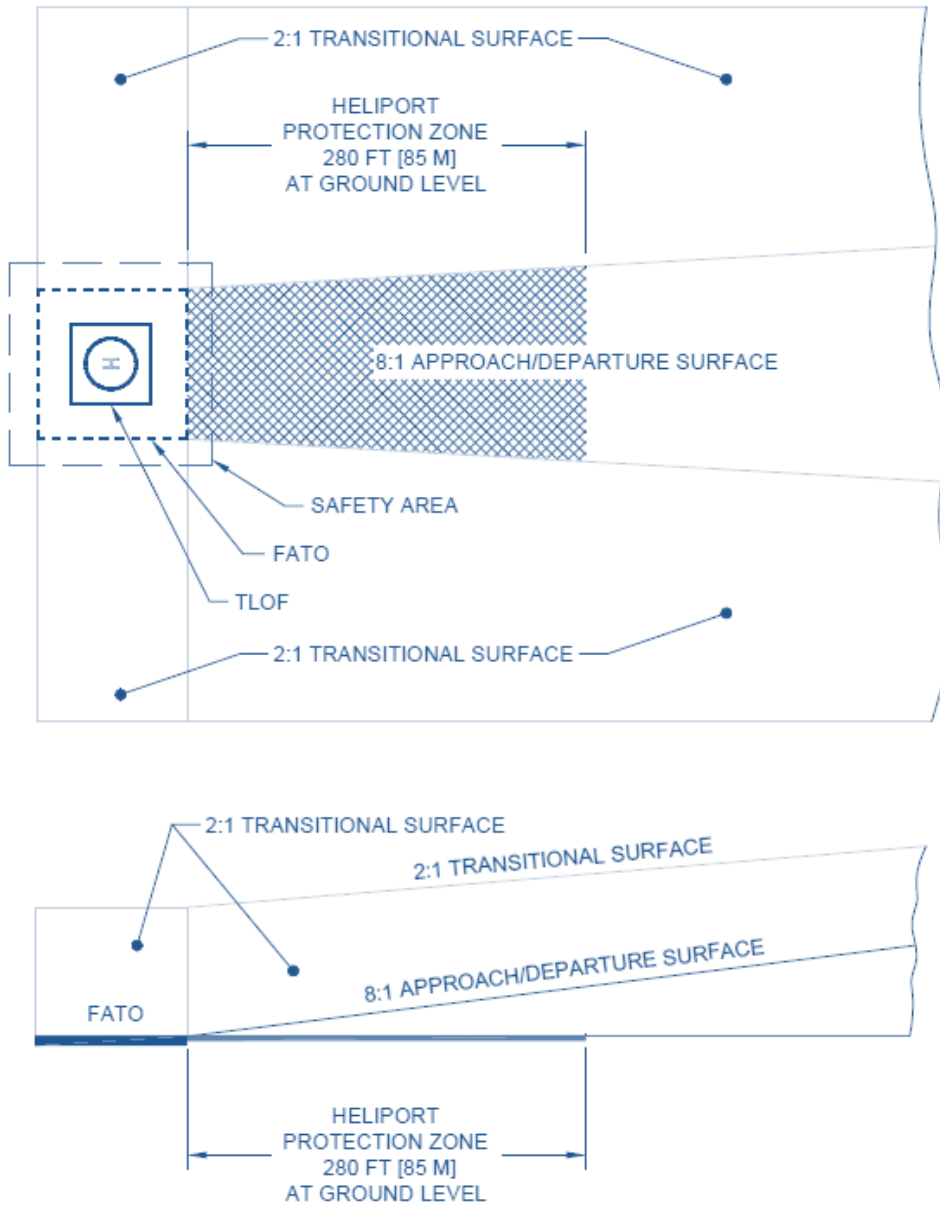 2:1 TRANSITIONAL SURFACE
HELIPORT
PROTECTION ZONE
280 FT [85 M]
AT GROUND LEVEL
H
8:1 APPROACH/DEPARTURE SURFACE
SAFETY AREA
FATO
TLOF
2:1 TRANSITIONAL SURFACE
2:1 TRANSITIONAL SURFACE
2:1 TRANSITIONAL SURFACE
8:1 APPROACH/DEPARTURE SURFACE
FATO
HELIPORT
PROTECTION ZONE
280 FT [85 M]
AT GROUND LEVEL